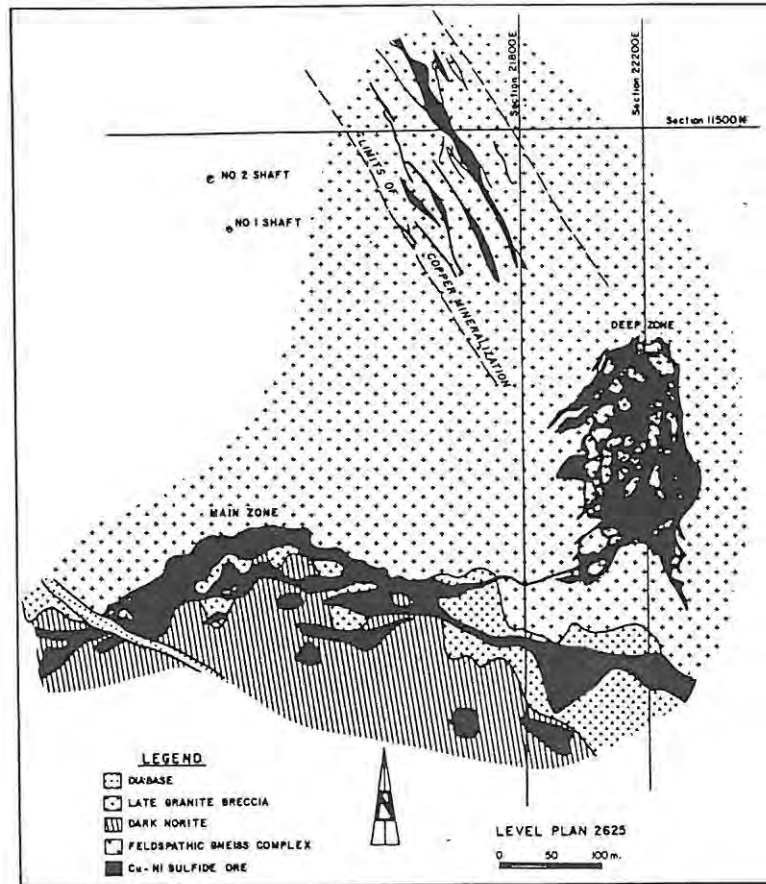 Section 21800E
Section 22200E
Section 11500N
NO 2 SHAFT
NO 1 SHAFT
LIMITS OF
COPPER MINERALIZATION
DEEP ZONE
MAIN ZONE
LEGEND
DIABASE
LATE GRANITE BRECCIA
DARK NORITE
FELDSPATHIC GNEISS COMPLEX
Cu-Ni SULFIDE ORE
N
LEVEL PLAN 2625
0 50 100 m.